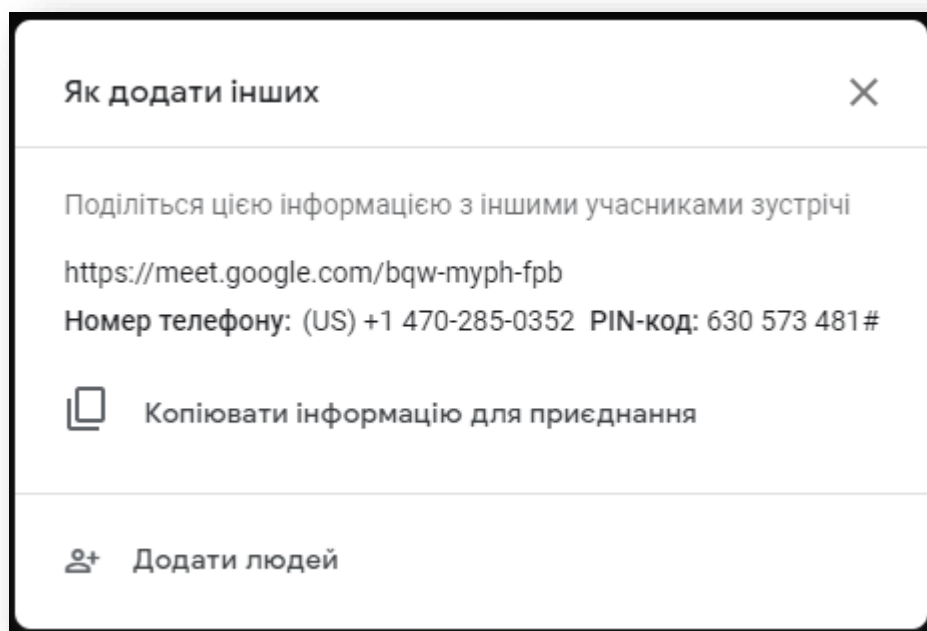 Як додати інших
Поділіться цією інформацією з іншими учасниками зустрічі
https://meet.google.com/bqw-myph-fpb
Номер телефону: (US) +1 470-285-0352 PIN-код: 630 573 481#
Копіювати інформацію для приєднання
Додати людей